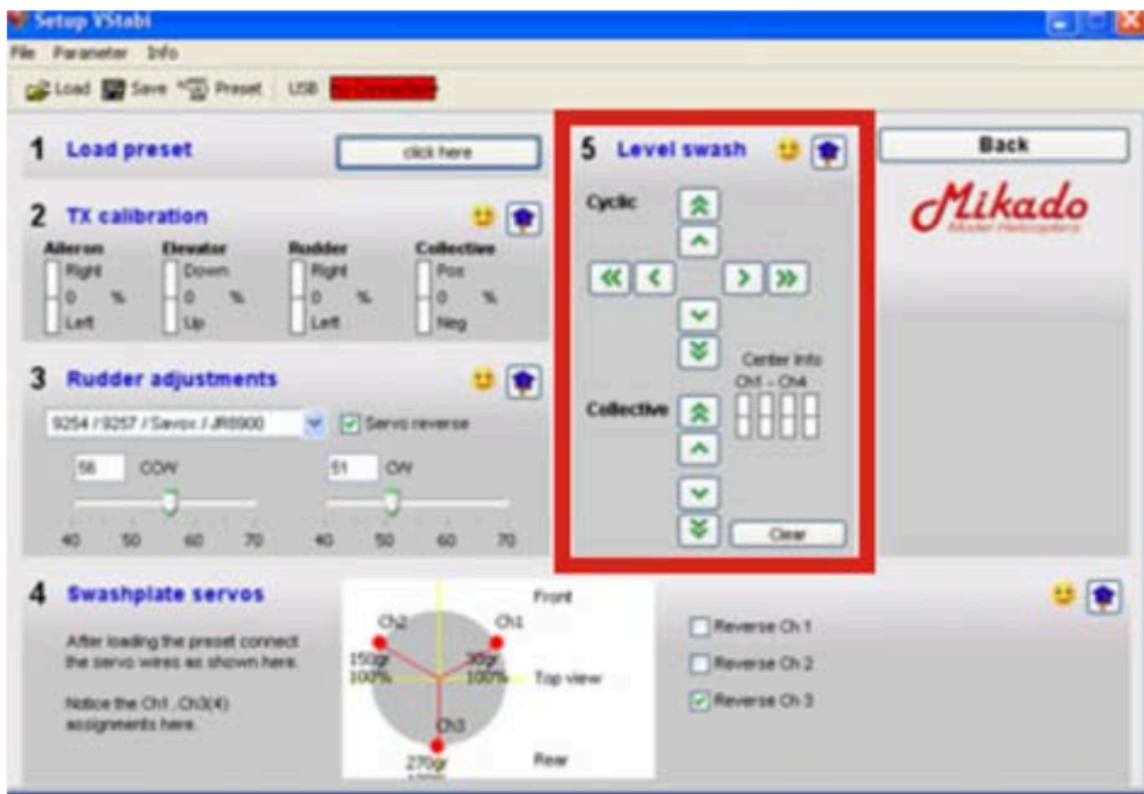 Setup VStabi
File Parameter Info
Load Save Preset USB no Connection
1 Load preset click here
2 TX calibration
Aileron Elevator Rudder Collective
Right Down Right Pos
0 % 0 % 0 % 0 %
Left Up Left Neg
3 Rudder adjustments
9254 / 9257 / Savox / JR8900 Servo reverse
56 CCW 51 CW
40 50 60 70 40 50 60 70
5 Level swash
Cyclic
Center Info
Ch1 - Ch4
Collective
Clear
Back
Mikado
Model Helicopters
4 Swashplate servos
After loading the preset connect
the servo wires as shown here.
Notice the Ch1..Ch3(4)
assignments here.
Front
Ch2 Ch1
150gr 30gr
100% 100% Top view
Ch3
270gr Rear
Reverse Ch 1
Reverse Ch 2
Reverse Ch 3